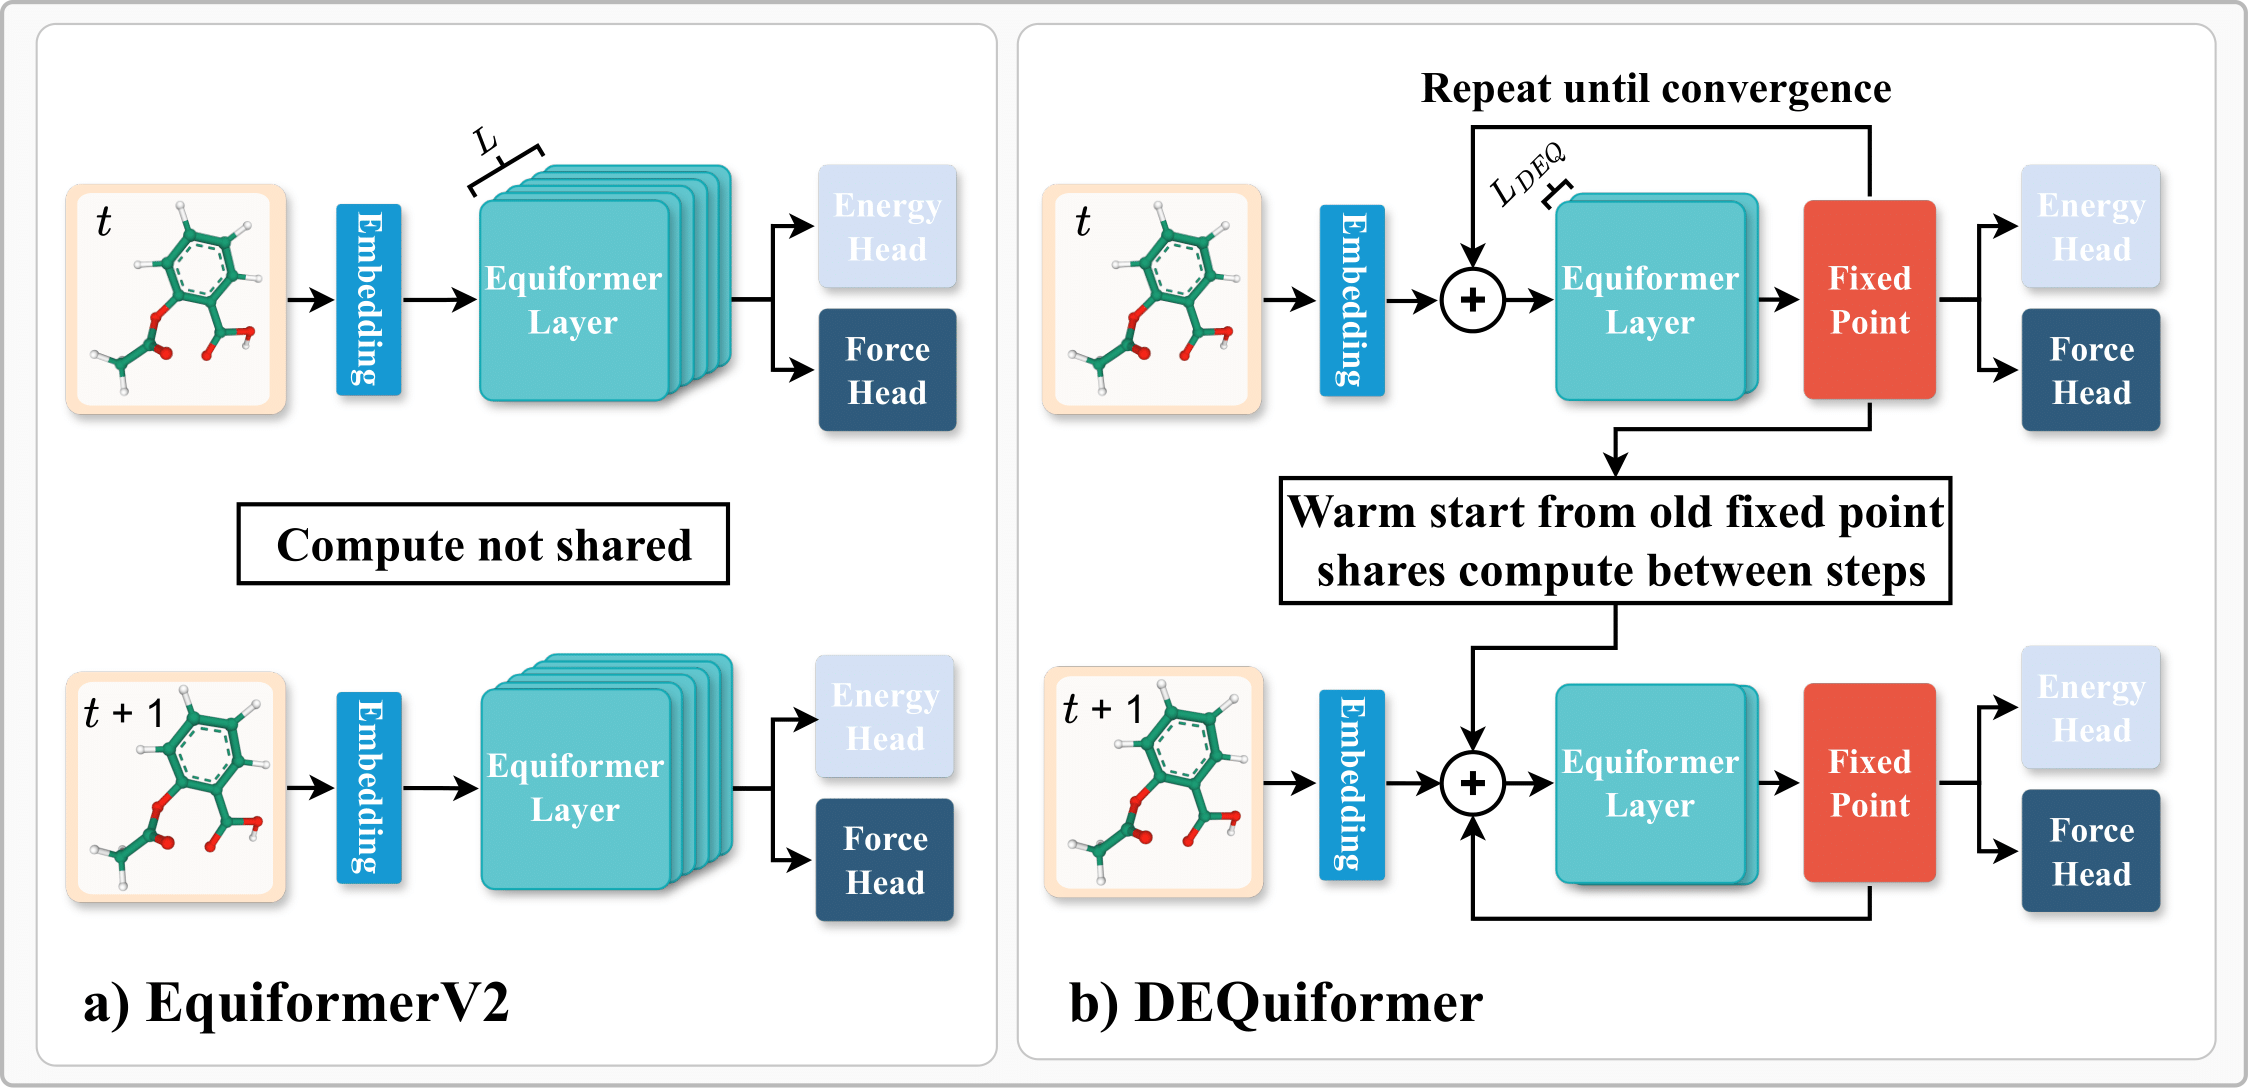 L
t
Embedding
Equiformer
Layer
Energy
Head
Force
Head
Compute not shared
t + 1
Embedding
Equiformer
Layer
Energy
Head
Force
Head
a) EquiformerV2
Repeat until convergence
L_DEQ
t
Embedding
+
Equiformer
Layer
Fixed
Point
Energy
Head
Force
Head
Warm start from old fixed point
shares compute between steps
t + 1
Embedding
+
Equiformer
Layer
Fixed
Point
Energy
Head
Force
Head
b) DEQuiformer